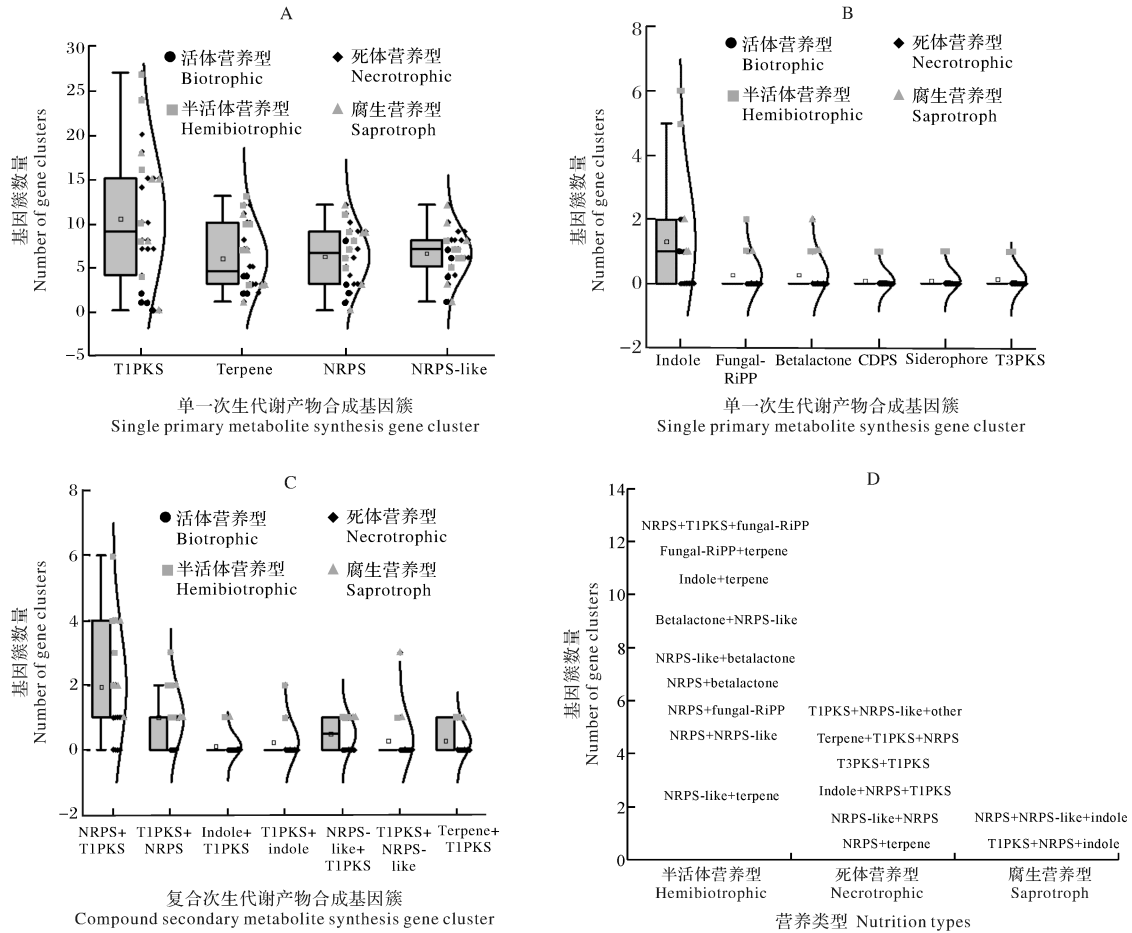 A
30
25
20
15
10
5
0
−5
基因簇数量
Number of gene clusters
活体营养型
Biotrophic
死体营养型
Necrotrophic
半活体营养型
Hemibiotrophic
腐生营养型
Saprotroph
T1PKS
Terpene
NRPS
NRPS-like
单一次生代谢产物合成基因簇
Single primary metabolite synthesis gene cluster
B
8
6
4
2
0
−2
基因簇数量
Number of gene clusters
活体营养型
Biotrophic
死体营养型
Necrotrophic
半活体营养型
Hemibiotrophic
腐生营养型
Saprotroph
Indole
Fungal-
RiPP
Betalactone
CDPS
Siderophore
T3PKS
单一次生代谢产物合成基因簇
Single primary metabolite synthesis gene cluster
C
8
6
4
2
0
−2
基因簇数量
Number of gene clusters
活体营养型
Biotrophic
死体营养型
Necrotrophic
半活体营养型
Hemibiotrophic
腐生营养型
Saprotroph
NRPS+
T1PKS
T1PKS+
NRPS
Indole+
T1PKS
T1PKS+
indole
NRPS-
like+
T1PKS
T1PKS+
NRPS-
like
Terpene+
T1PKS
复合次生代谢产物合成基因簇
Compound secondary metabolite synthesis gene cluster
D
14
12
10
8
6
4
2
0
基因簇数量
Number of gene clusters
NRPS+T1PKS+fungal-RiPP
Fungal-RiPP+terpene
Indole+terpene
Betalactone+NRPS-like
NRPS-like+betalactone
NRPS+betalactone
NRPS+fungal-RiPP
NRPS+NRPS-like
NRPS-like+terpene
T1PKS+NRPS-like+other
Terpene+T1PKS+NRPS
T3PKS+T1PKS
Indole+NRPS+T1PKS
NRPS-like+NRPS
NRPS+terpene
NRPS+NRPS-like+indole
T1PKS+NRPS+indole
半活体营养型
Hemibiotrophic
死体营养型
Necrotrophic
腐生营养型
Saprotroph
营养类型 Nutrition types